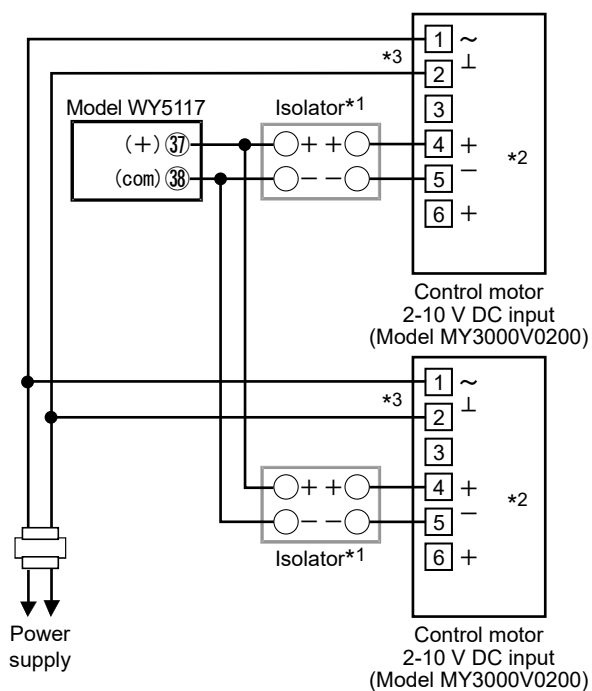 1 ~
*3
2 ⊥
Model WY5117
Isolator*1
3
(+) ㊲
+ +
4 +
*2
(com) ㊳
− −
5 −
6 +
Control motor
2-10 V DC input
(Model MY3000V0200)
1 ~
*3
2 ⊥
3
+ +
4 +
*2
− −
5 −
Isolator*1
6 +
Power
supply
Control motor
2-10 V DC input
(Model MY3000V0200)